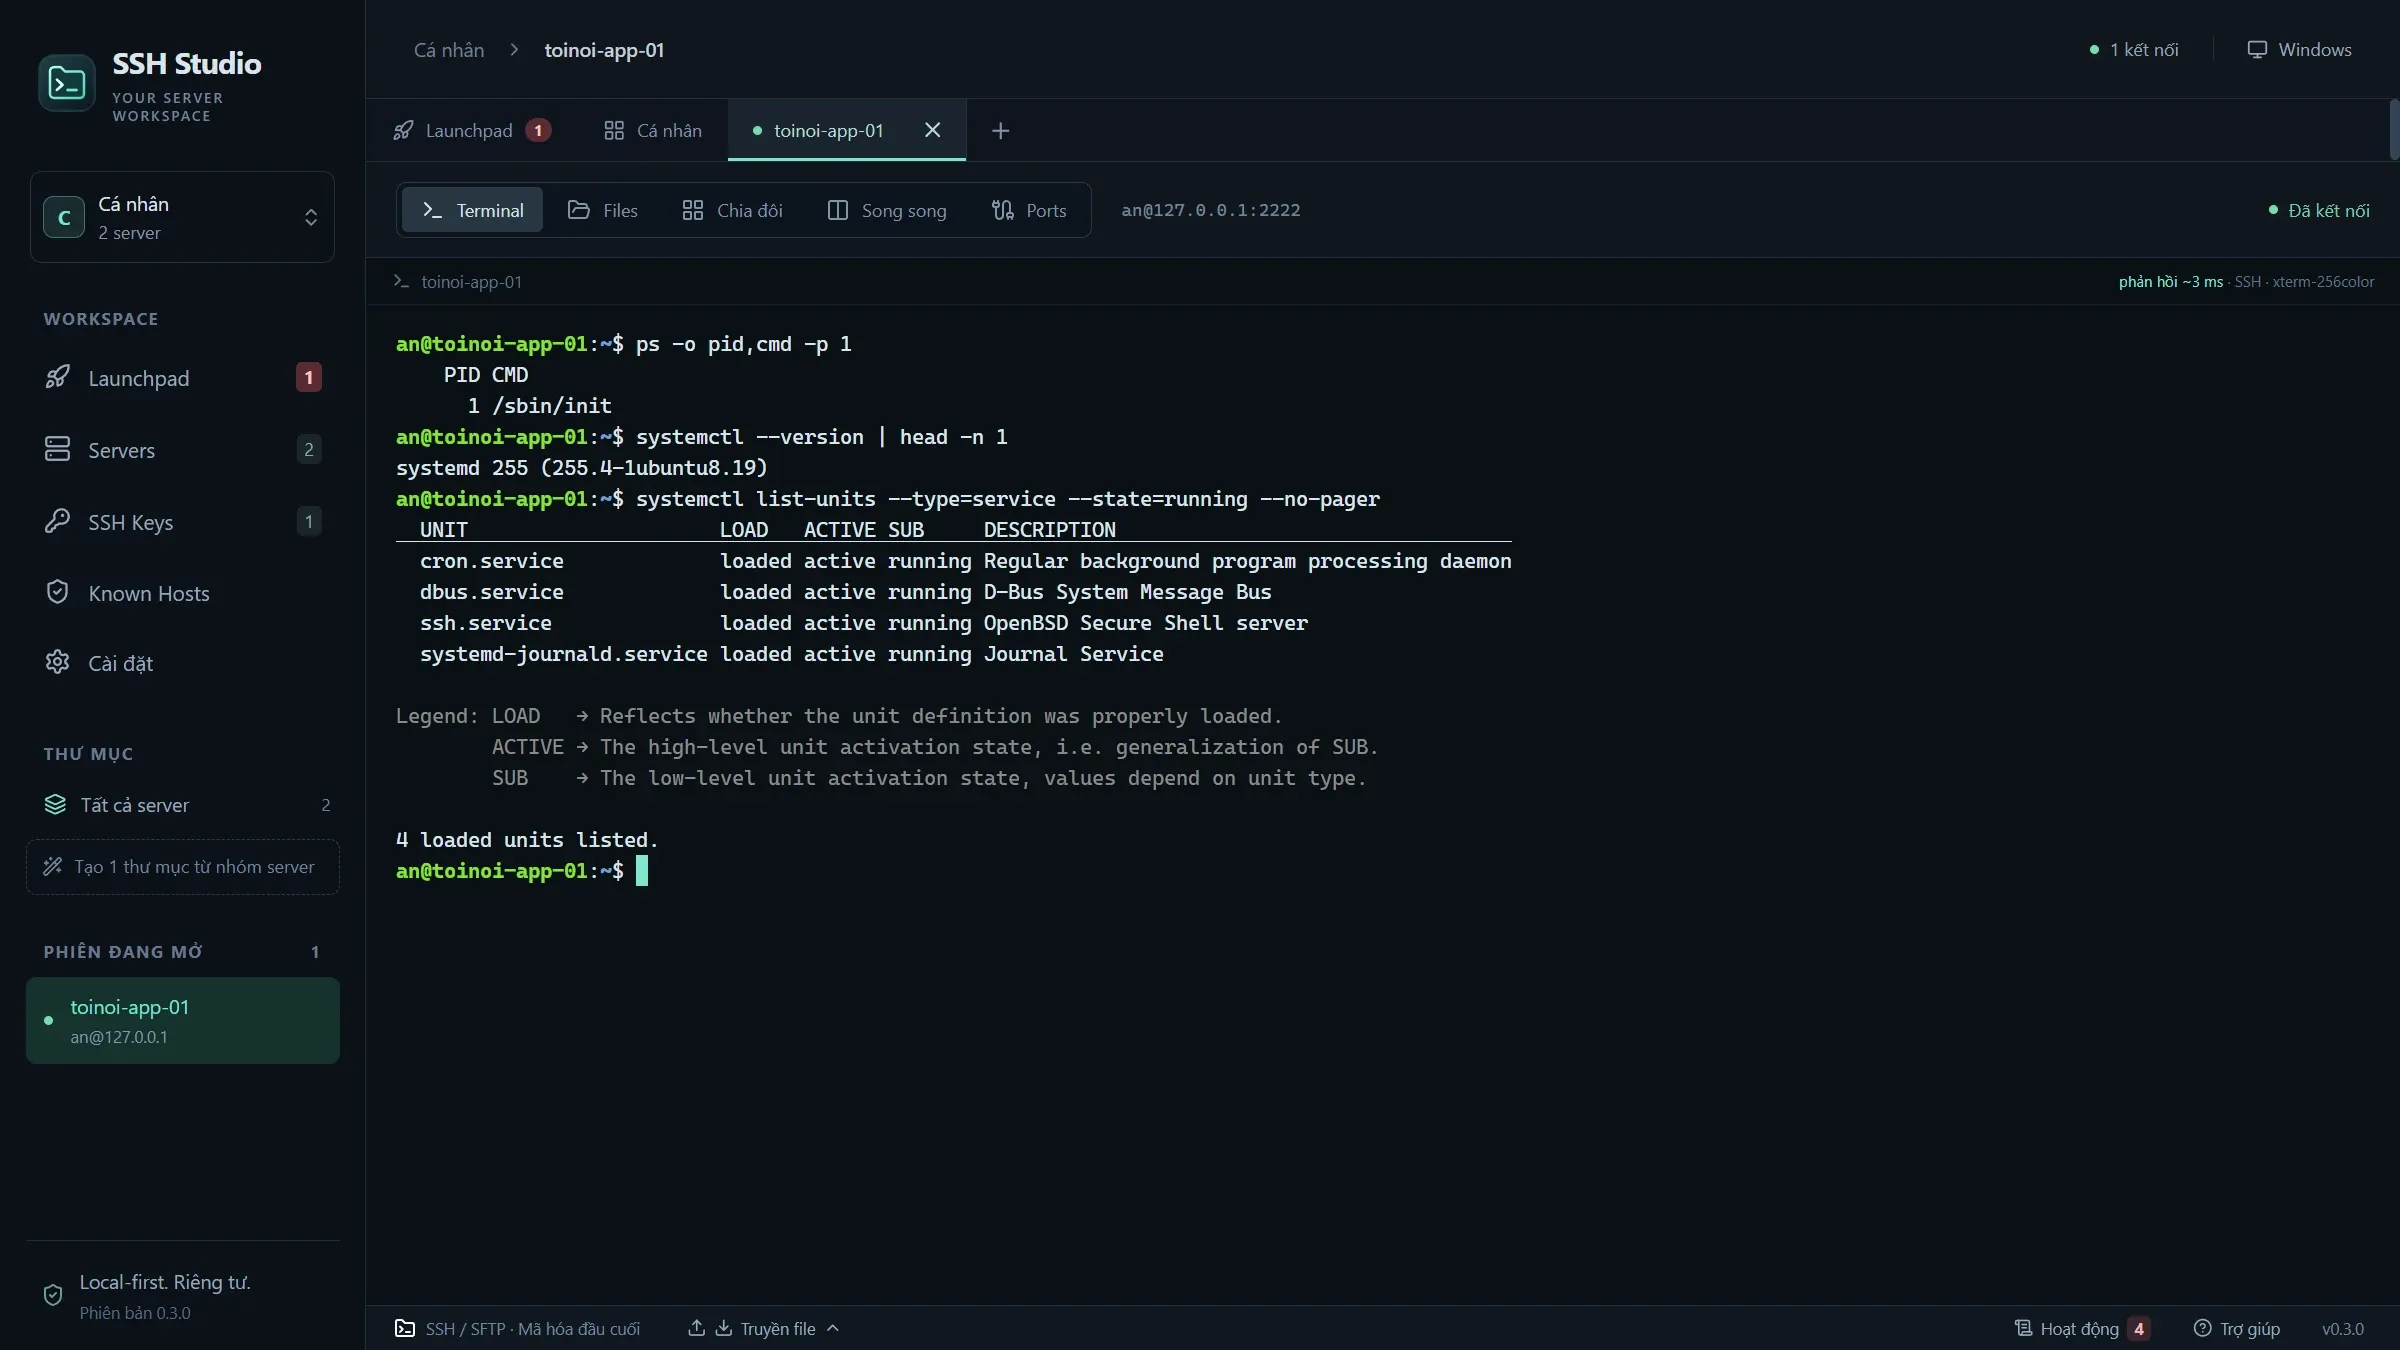 SSH Studio
YOUR SERVER
WORKSPACE
C
Cá nhân
2 server
WORKSPACE
Launchpad 1
Servers 2
SSH Keys 1
Known Hosts
Cài đặt
THƯ MỤC
Tất cả server 2
Tạo 1 thư mục từ nhóm server
PHIÊN ĐANG MỞ 1
toinoi-app-01
an@127.0.0.1
Local-first. Riêng tư.
Phiên bản 0.3.0
Cá nhân > toinoi-app-01
1 kết nối
Windows
Launchpad 1
Cá nhân
toinoi-app-01
Terminal
Files
Chia đôi
Song song
Ports
an@127.0.0.1:2222
Đã kết nối
toinoi-app-01
phản hồi ~3 ms · SSH · xterm-256color
an@toinoi-app-01:~$ ps -o pid,cmd -p 1
    PID CMD
      1 /sbin/init
an@toinoi-app-01:~$ systemctl --version | head -n 1
systemd 255 (255.4-1ubuntu8.19)
an@toinoi-app-01:~$ systemctl list-units --type=service --state=running --no-pager
  UNIT                     LOAD   ACTIVE SUB     DESCRIPTION
  cron.service             loaded active running Regular background program processing daemon
  dbus.service             loaded active running D-Bus System Message Bus
  ssh.service              loaded active running OpenBSD Secure Shell server
  systemd-journald.service loaded active running Journal Service
Legend: LOAD   → Reflects whether the unit definition was properly loaded.
        ACTIVE → The high-level unit activation state, i.e. generalization of SUB.
        SUB    → The low-level unit activation state, values depend on unit type.
4 loaded units listed.
an@toinoi-app-01:~$
SSH / SFTP · Mã hóa đầu cuối
Truyền file
Hoạt động 4
Trợ giúp
v0.3.0